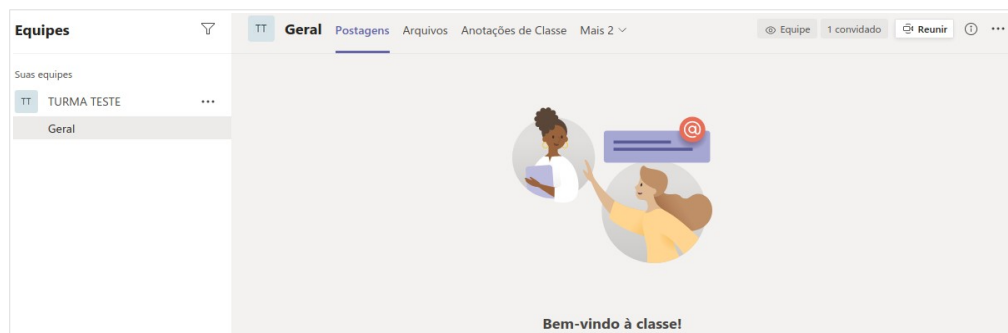 Equipes
Suas equipes
TT TURMA TESTE ...
Geral
TT Geral Postagens Arquivos Anotações de Classe Mais 2
Equipe 1 convidado Reunir ...
@
Bem-vindo à classe!